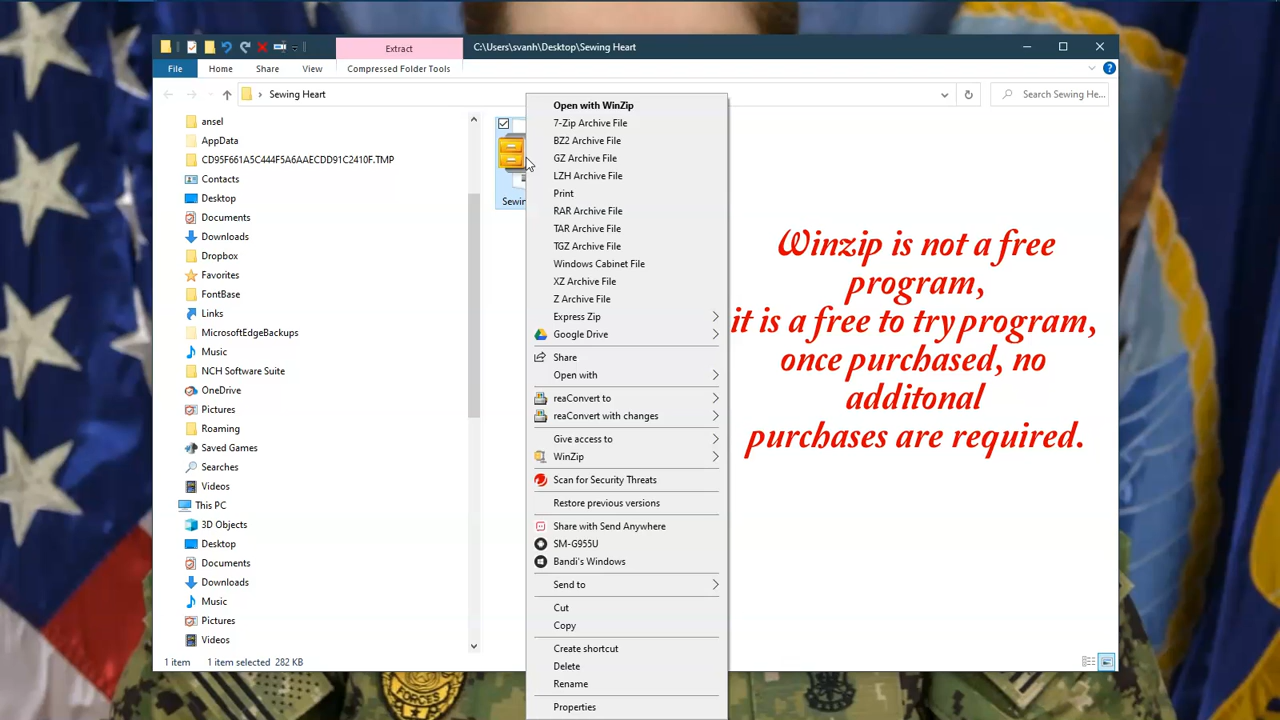 Extract
C:\Users\svanh\Desktop\Sewing Heart
File
Home
Share
View
Compressed Folder Tools
Sewing Heart
Search Sewing He...
ansel
AppData
CD95F661A5C444F5A6AAECDD91C2410F.TMP
Contacts
Desktop
Documents
Downloads
Dropbox
Favorites
FontBase
Links
MicrosoftEdgeBackups
Music
NCH Software Suite
OneDrive
Pictures
Roaming
Saved Games
Searches
Videos
This PC
3D Objects
Desktop
Documents
Downloads
Music
Pictures
Videos
1 item
1 item selected 282 KB
Sewin
Open with WinZip
7-Zip Archive File
BZ2 Archive File
GZ Archive File
LZH Archive File
Print
RAR Archive File
TAR Archive File
TGZ Archive File
Windows Cabinet File
XZ Archive File
Z Archive File
Express Zip
Google Drive
Share
Open with
reaConvert to
reaConvert with changes
Give access to
WinZip
Scan for Security Threats
Restore previous versions
Share with Send Anywhere
SM-G955U
Bandi's Windows
Send to
Cut
Copy
Create shortcut
Delete
Rename
Properties
Winzip is not a free
program,
it is a free to try program,
once purchased, no
additonal
purchases are required.